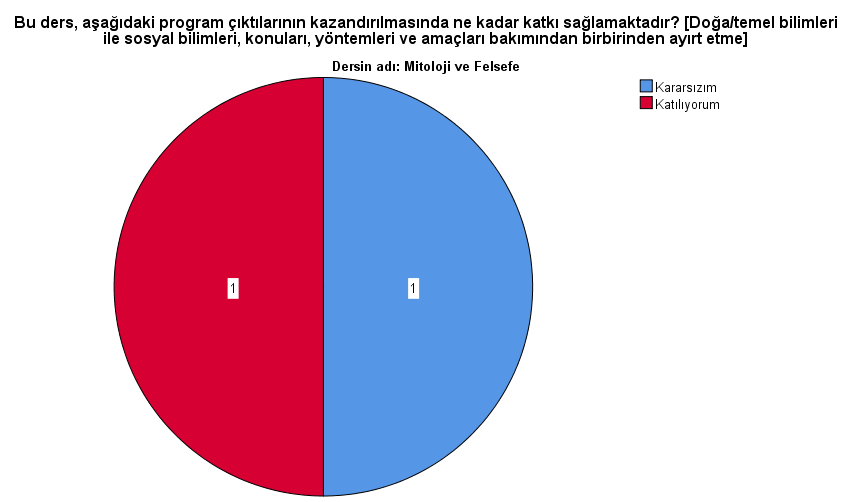 Bu ders, aşağıdaki program çıktılarının kazandırılmasında ne kadar katkı sağlamaktadır? [Doğa/temel bilimleri
ile sosyal bilimleri, konuları, yöntemleri ve amaçları bakımından birbirinden ayırt etme]
Dersin adı: Mitoloji ve Felsefe
Kararsızım
Katılıyorum
1
1